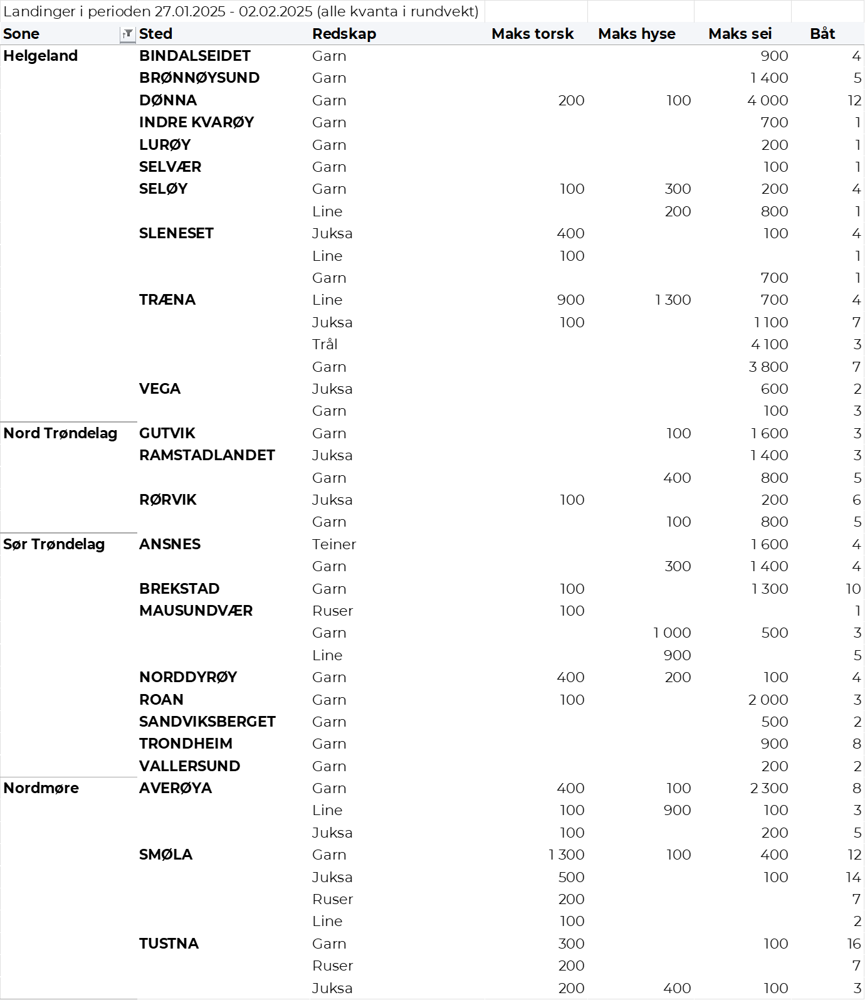 Landinger i perioden 27.01.2025 - 02.02.2025 (alle kvanta i rundvekt)
Sone Sted Redskap Maks torsk Maks hyse Maks sei Båt
Helgeland BINDALSEIDET Garn 900 4
BRØNNØYSUND Garn 1 400 5
DØNNA Garn 200 100 4 000 12
INDRE KVARØY Garn 700 1
LURØY Garn 200 1
SELVÆR Garn 100 1
SELØY Garn 100 300 200 4
Line 200 800 1
SLENESET Juksa 400 100 4
Line 100 1
Garn 700 1
TRÆNA Line 900 1 300 700 4
Juksa 100 1 100 7
Trål 4 100 3
Garn 3 800 7
VEGA Juksa 600 2
Garn 100 3
Nord Trøndelag GUTVIK Garn 100 1 600 3
RAMSTADLANDET Juksa 1 400 3
Garn 400 800 5
RØRVIK Juksa 100 200 6
Garn 100 800 5
Sør Trøndelag ANSNES Teiner 1 600 4
Garn 300 1 400 4
BREKSTAD Garn 100 1 300 10
MAUSUNDVÆR Ruser 100 1
Garn 1 000 500 3
Line 900 5
NORDDYRØY Garn 400 200 100 4
ROAN Garn 100 2 000 3
SANDVIKSBERGET Garn 500 2
TRONDHEIM Garn 900 8
VALLERSUND Garn 200 2
Nordmøre AVERØYA Garn 400 100 2 300 8
Line 100 900 100 3
Juksa 100 200 5
SMØLA Garn 1 300 100 400 12
Juksa 500 100 14
Ruser 200 7
Line 100 2
TUSTNA Garn 300 100 16
Ruser 200 7
Juksa 200 400 100 3